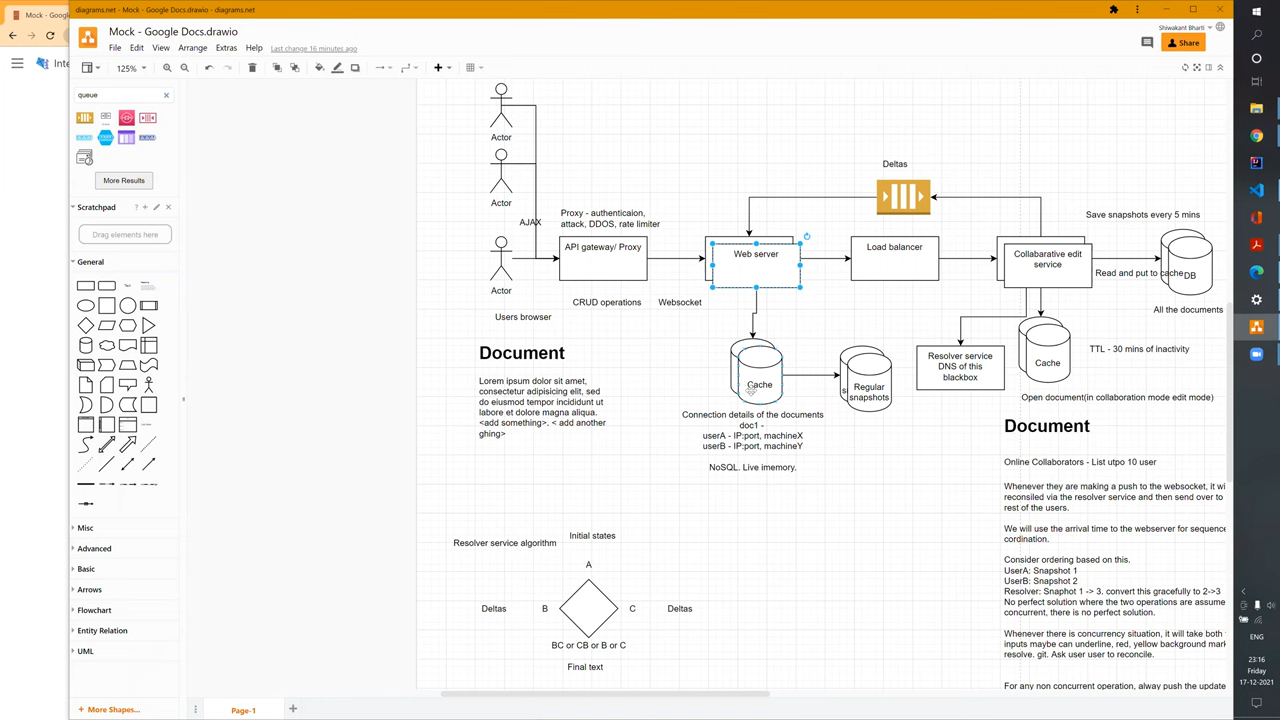 Mock - Goog
Inte
diagrams.net
Mock - Google Docs.drawio - diagrams.net
Mock - Google Docs.drawio
File Edit View Arrange Extras Help Last change 16 minutes ago
Shiwakant Bharti
Share
125%
queue
More Results
Scratchpad
Drag elements here
General
Misc
Advanced
Basic
Arrows
Flowchart
Entity Relation
UML
+ More Shapes...
Page-1
Actor
Actor
AJAX
Actor
Users browser
Proxy - authenticaion,
attack, DDOS, rate limiter
API gateway/ Proxy
CRUD operations
Websocket
Web server
Deltas
Load balancer
Collabarative edit
service
Save snapshots every 5 mins
Read and put to cache
DB
All the documents
Cache
Regular
snapshots
Resolver service
DNS of this
blackbox
Cache
TTL - 30 mins of inactivity
Open document(in collaboration mode edit mode)
Document
Lorem ipsum dolor sit amet,
consectetur adipisicing elit, sed
do eiusmod tempor incididunt ut
labore et dolore magna aliqua.
<add something>. < add another
ghing>
Connection details of the documents
doc1 -
userA - IP:port, machineX
userB - IP:port, machineY
NoSQL. Live imemory.
Document
Online Collaborators - List utpo 10 user
Whenever they are making a push to the websocket, it wi
reconsiled via the resolver service and then send over to
rest of the users.
We will use the arrival time to the webserver for sequence
cordination.
Consider ordering based on this.
UserA: Snapshot 1
UserB: Snapshot 2
Resolver: Snaphot 1 -> 3. convert this gracefully to 2->3
No perfect solution where the two operations are assume
concurrent, there is no perfect solution.
Whenever there is concurrency situation, it will take both
inputs maybe can underline, red, yellow background mark
resolve. git. Ask user user to reconcile.
For any non concurrent operation, alway push the update
Resolver service algorithm
Initial states
A
Deltas
B
C
Deltas
BC or CB or B or C
Final text
ENG
23:16
Friday
17-12-2021